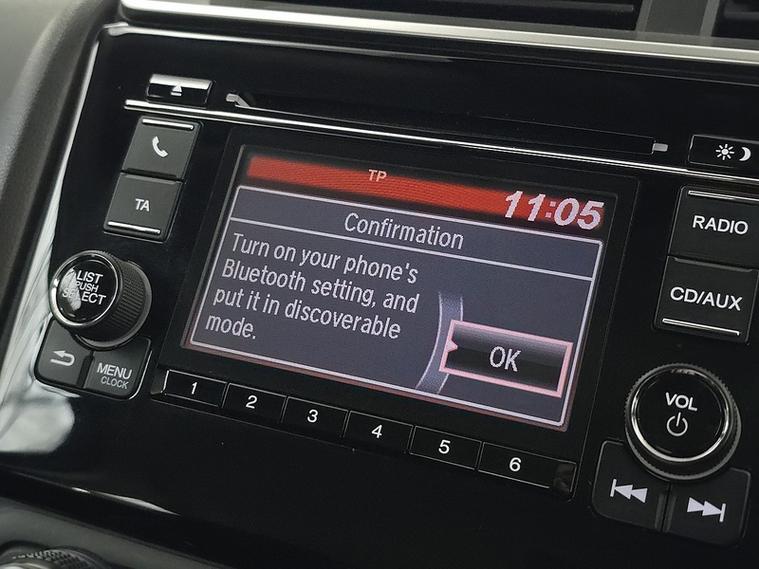 TP
11:05
Confirmation
Turn on your phone's
Bluetooth setting, and
put it in discoverable
mode.
OK
TA
LIST
PUSH
SELECT
MENU
CLOCK
1
2
3
4
5
6
RADIO
CD/AUX
VOL